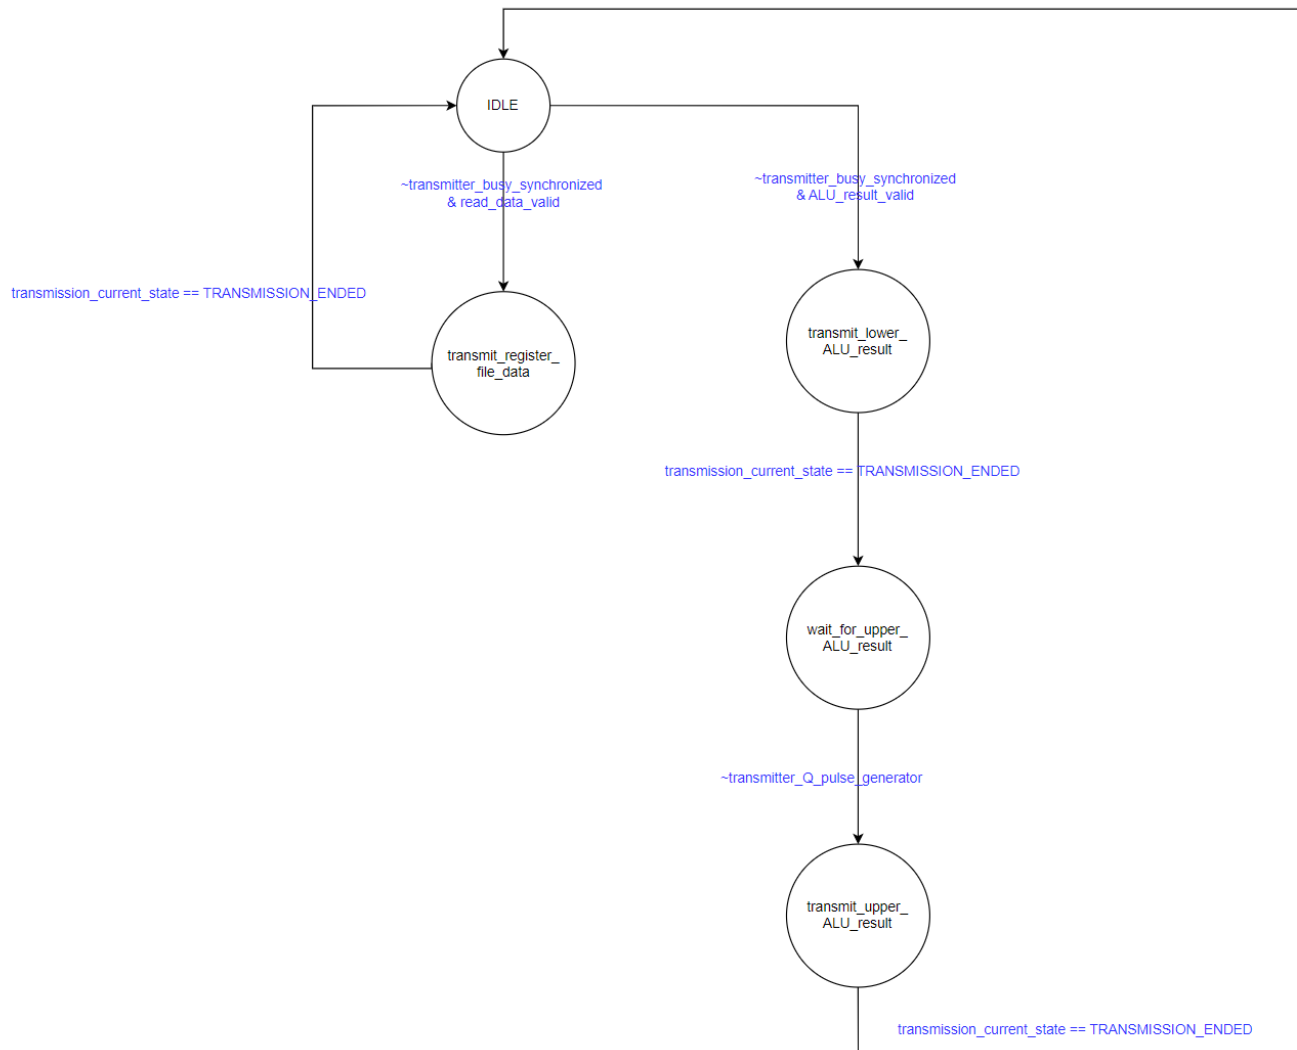 IDLE
~transmitter_busy_synchronized
& read_data_valid
~transmitter_busy_synchronized
& ALU_result_valid
transmission_current_state == TRANSMISSION_ENDED
transmit_register_
file_data
transmit_lower_
ALU_result
transmission_current_state == TRANSMISSION_ENDED
wait_for_upper_
ALU_result
~transmitter_Q_pulse_generator
transmit_upper_
ALU_result
transmission_current_state == TRANSMISSION_ENDED